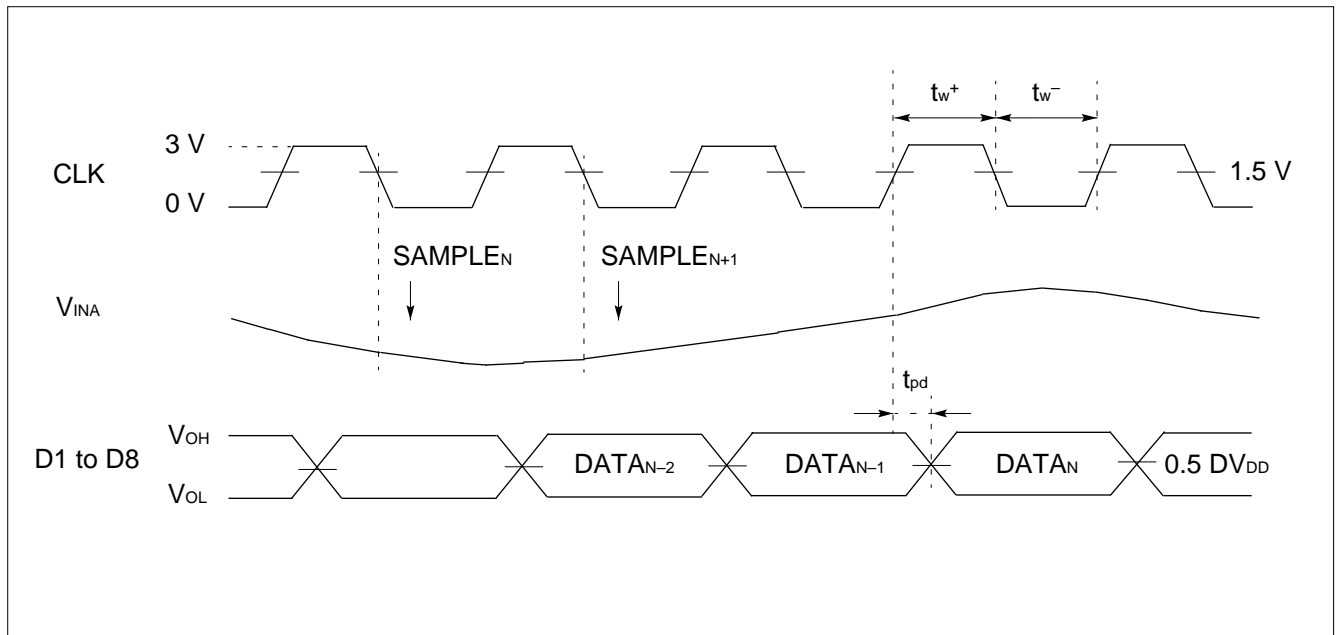 tw+ tw–
3 V
CLK
1.5 V
0 V
SAMPLEN SAMPLEN+1
VINA
tpd
VOH
D1 to D8
DATAN–2 DATAN–1 DATAN 0.5 DVDD
VOL